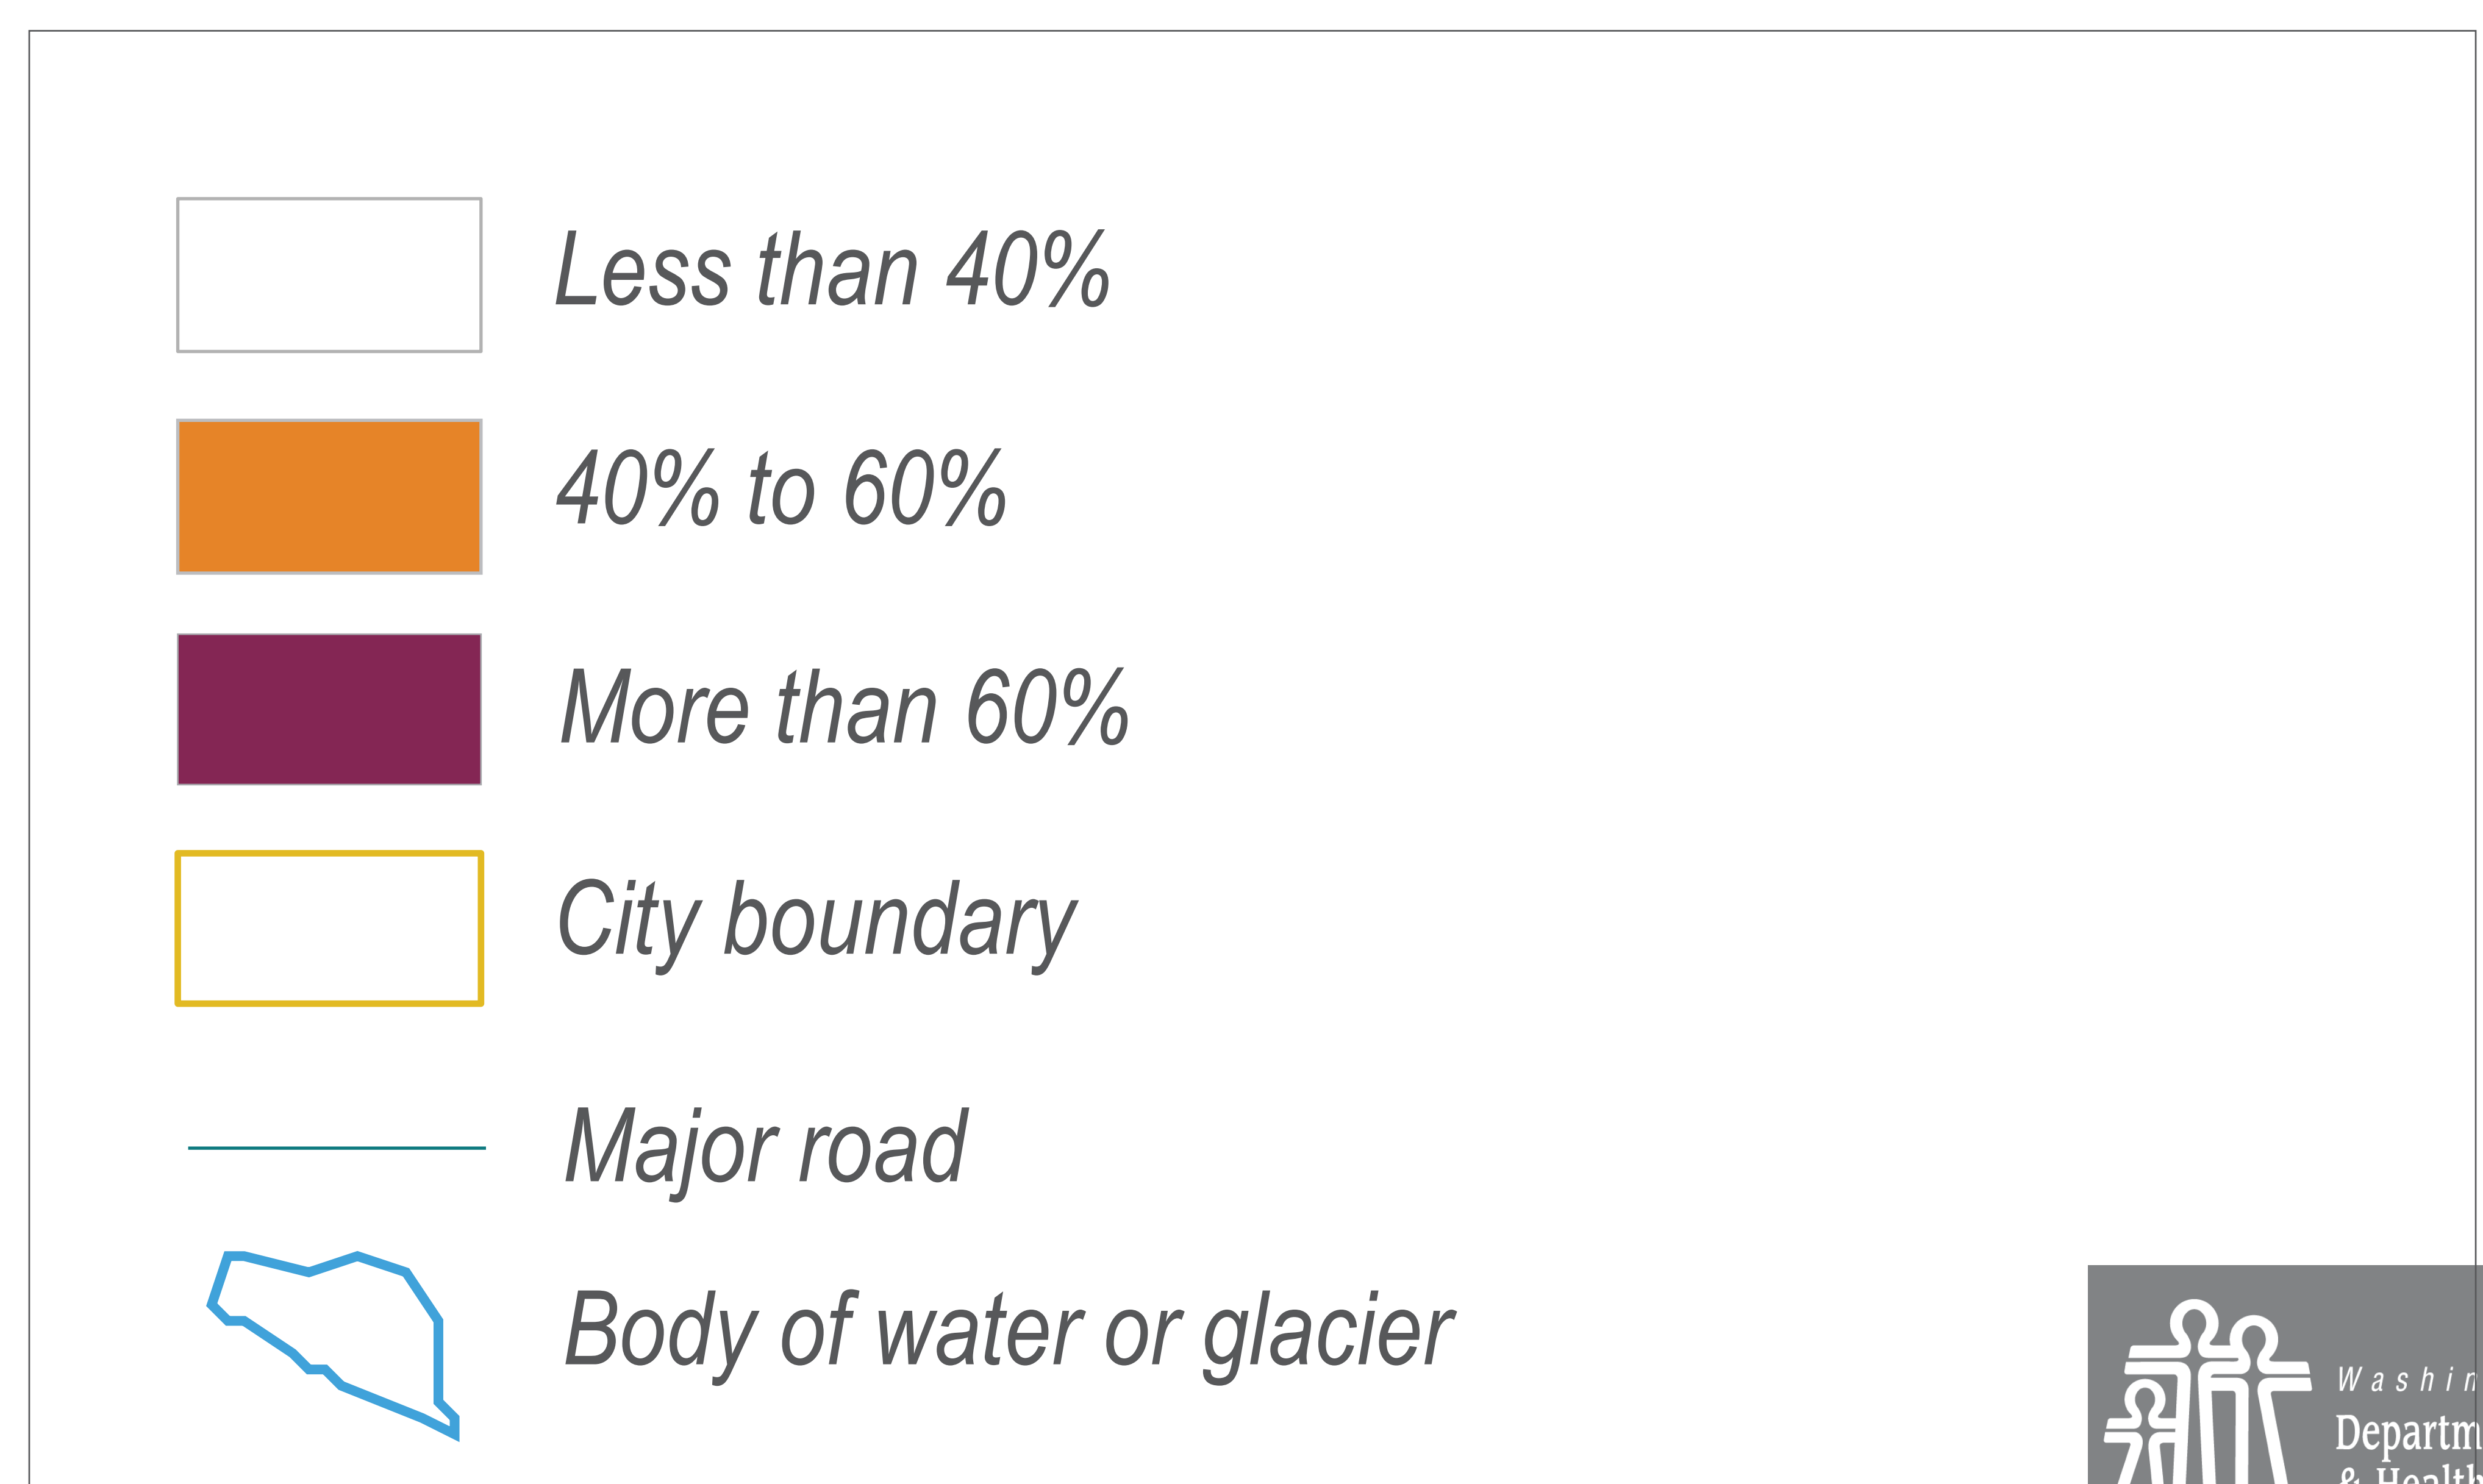 Less than 40%
40% to 60%
More than 60%
City boundary
Major road
Body of water or glacier